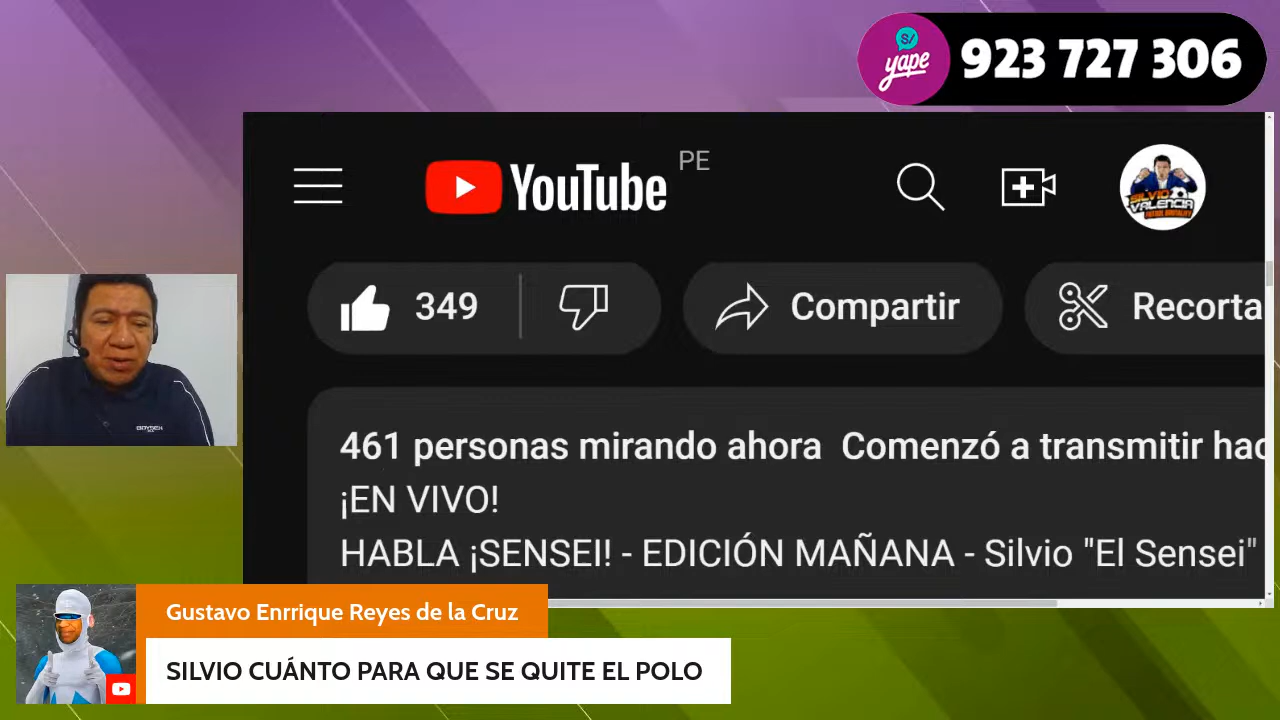 S/
yape
923 727 306
YouTube PE
SILVIO
VALENCIA
349
Compartir
Recorta
461 personas mirando ahora Comenzó a transmitir hac
¡EN VIVO!
HABLA ¡SENSEI! - EDICIÓN MAÑANA - Silvio "El Sensei"
Gustavo Enrrique Reyes de la Cruz
SILVIO CUÁNTO PARA QUE SE QUITE EL POLO